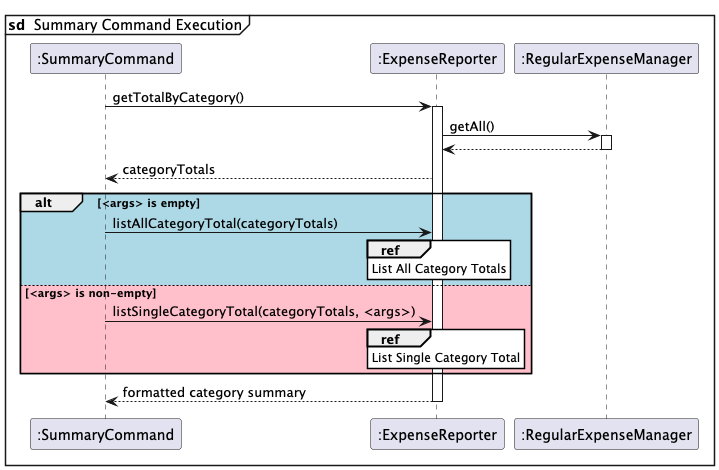 sd Summary Command Execution
:SummaryCommand
:ExpenseReporter
:RegularExpenseManager
getTotalByCategory()
getAll()
categoryTotals
alt [<args> is empty]
listAllCategoryTotal(categoryTotals)
ref
List All Category Totals
[<args> is non-empty]
listSingleCategoryTotal(categoryTotals, <args>)
ref
List Single Category Total
formatted category summary
:SummaryCommand
:ExpenseReporter
:RegularExpenseManager